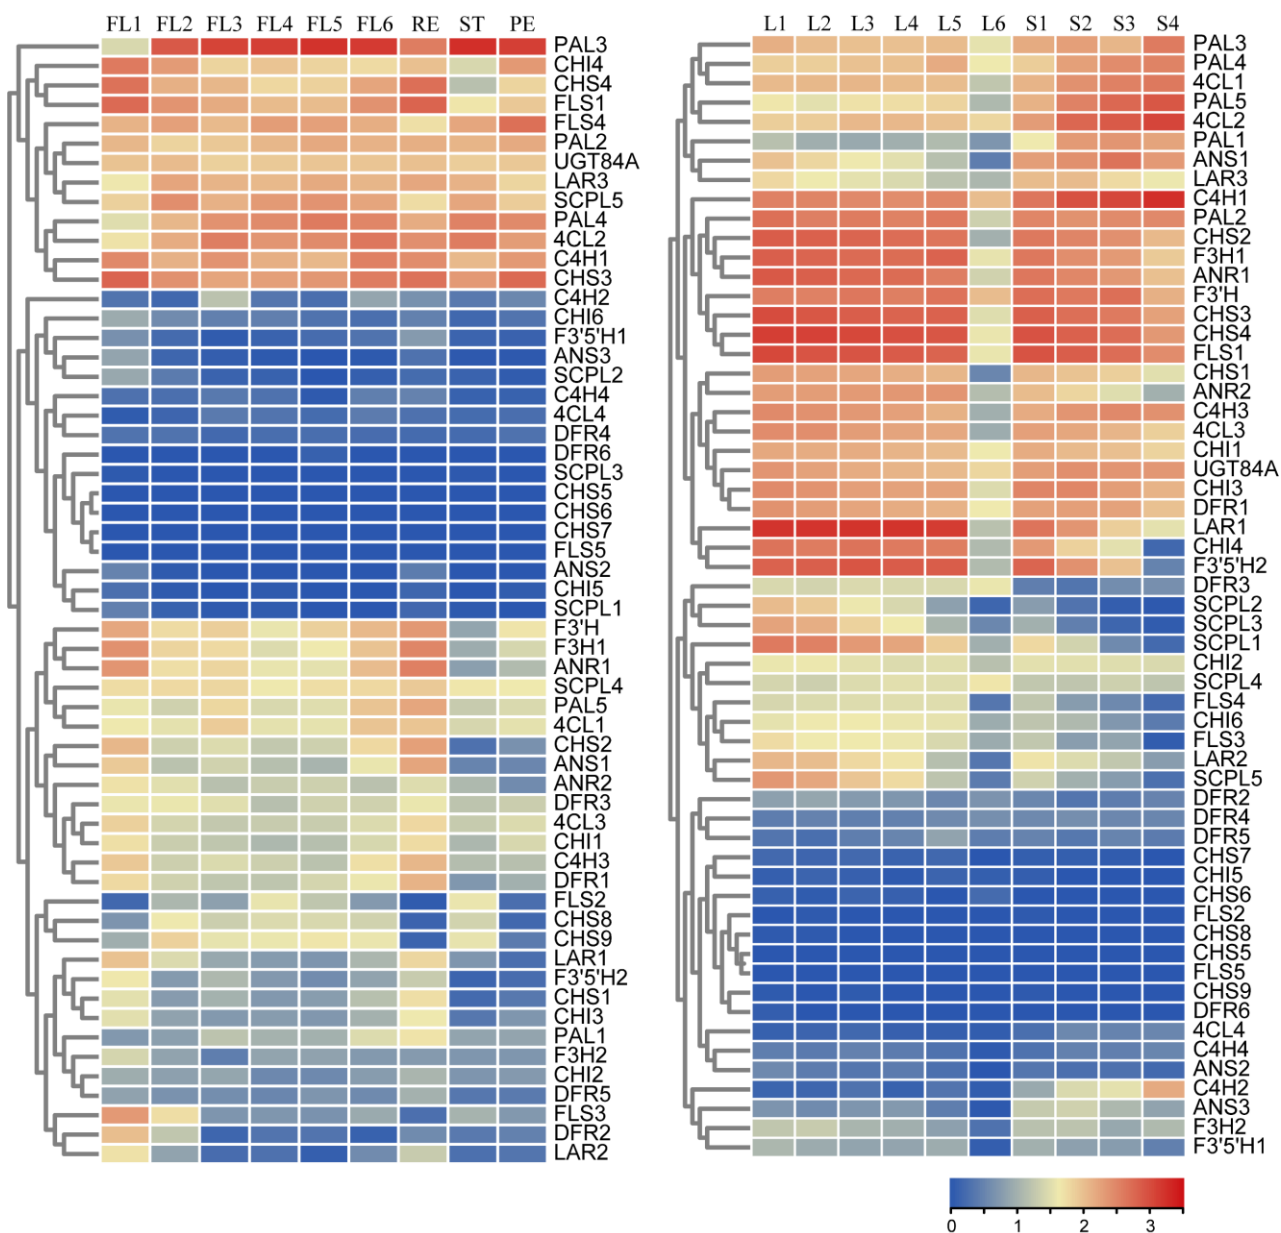 FL1 FL2 FL3 FL4 FL5 FL6 RE ST PE
PAL3
CHI4
CHS4
FLS1
FLS4
PAL2
UGT84A
LAR3
SCPL5
PAL4
4CL2
C4H1
CHS3
C4H2
CHI6
F3'5'H1
ANS3
SCPL2
C4H4
4CL4
DFR4
DFR6
SCPL3
CHS5
CHS6
CHS7
FLS5
ANS2
CHI5
SCPL1
F3'H
F3H1
ANR1
SCPL4
PAL5
4CL1
CHS2
ANS1
ANR2
DFR3
4CL3
CHI1
C4H3
DFR1
FLS2
CHS8
CHS9
LAR1
F3'5'H2
CHS1
CHI3
PAL1
F3H2
CHI2
DFR5
FLS3
DFR2
LAR2
L1 L2 L3 L4 L5 L6 S1 S2 S3 S4
PAL3
PAL4
4CL1
PAL5
4CL2
PAL1
ANS1
LAR3
C4H1
PAL2
CHS2
F3H1
ANR1
F3'H
CHS3
CHS4
FLS1
CHS1
ANR2
C4H3
4CL3
CHI1
UGT84A
CHI3
DFR1
LAR1
CHI4
F3'5'H2
DFR3
SCPL2
SCPL3
SCPL1
CHI2
SCPL4
FLS4
CHI6
FLS3
LAR2
SCPL5
DFR2
DFR4
DFR5
CHS7
CHI5
CHS6
FLS2
CHS8
CHS5
FLS5
CHS9
DFR6
4CL4
C4H4
ANS2
C4H2
ANS3
F3H2
F3'5'H1
0 1 2 3